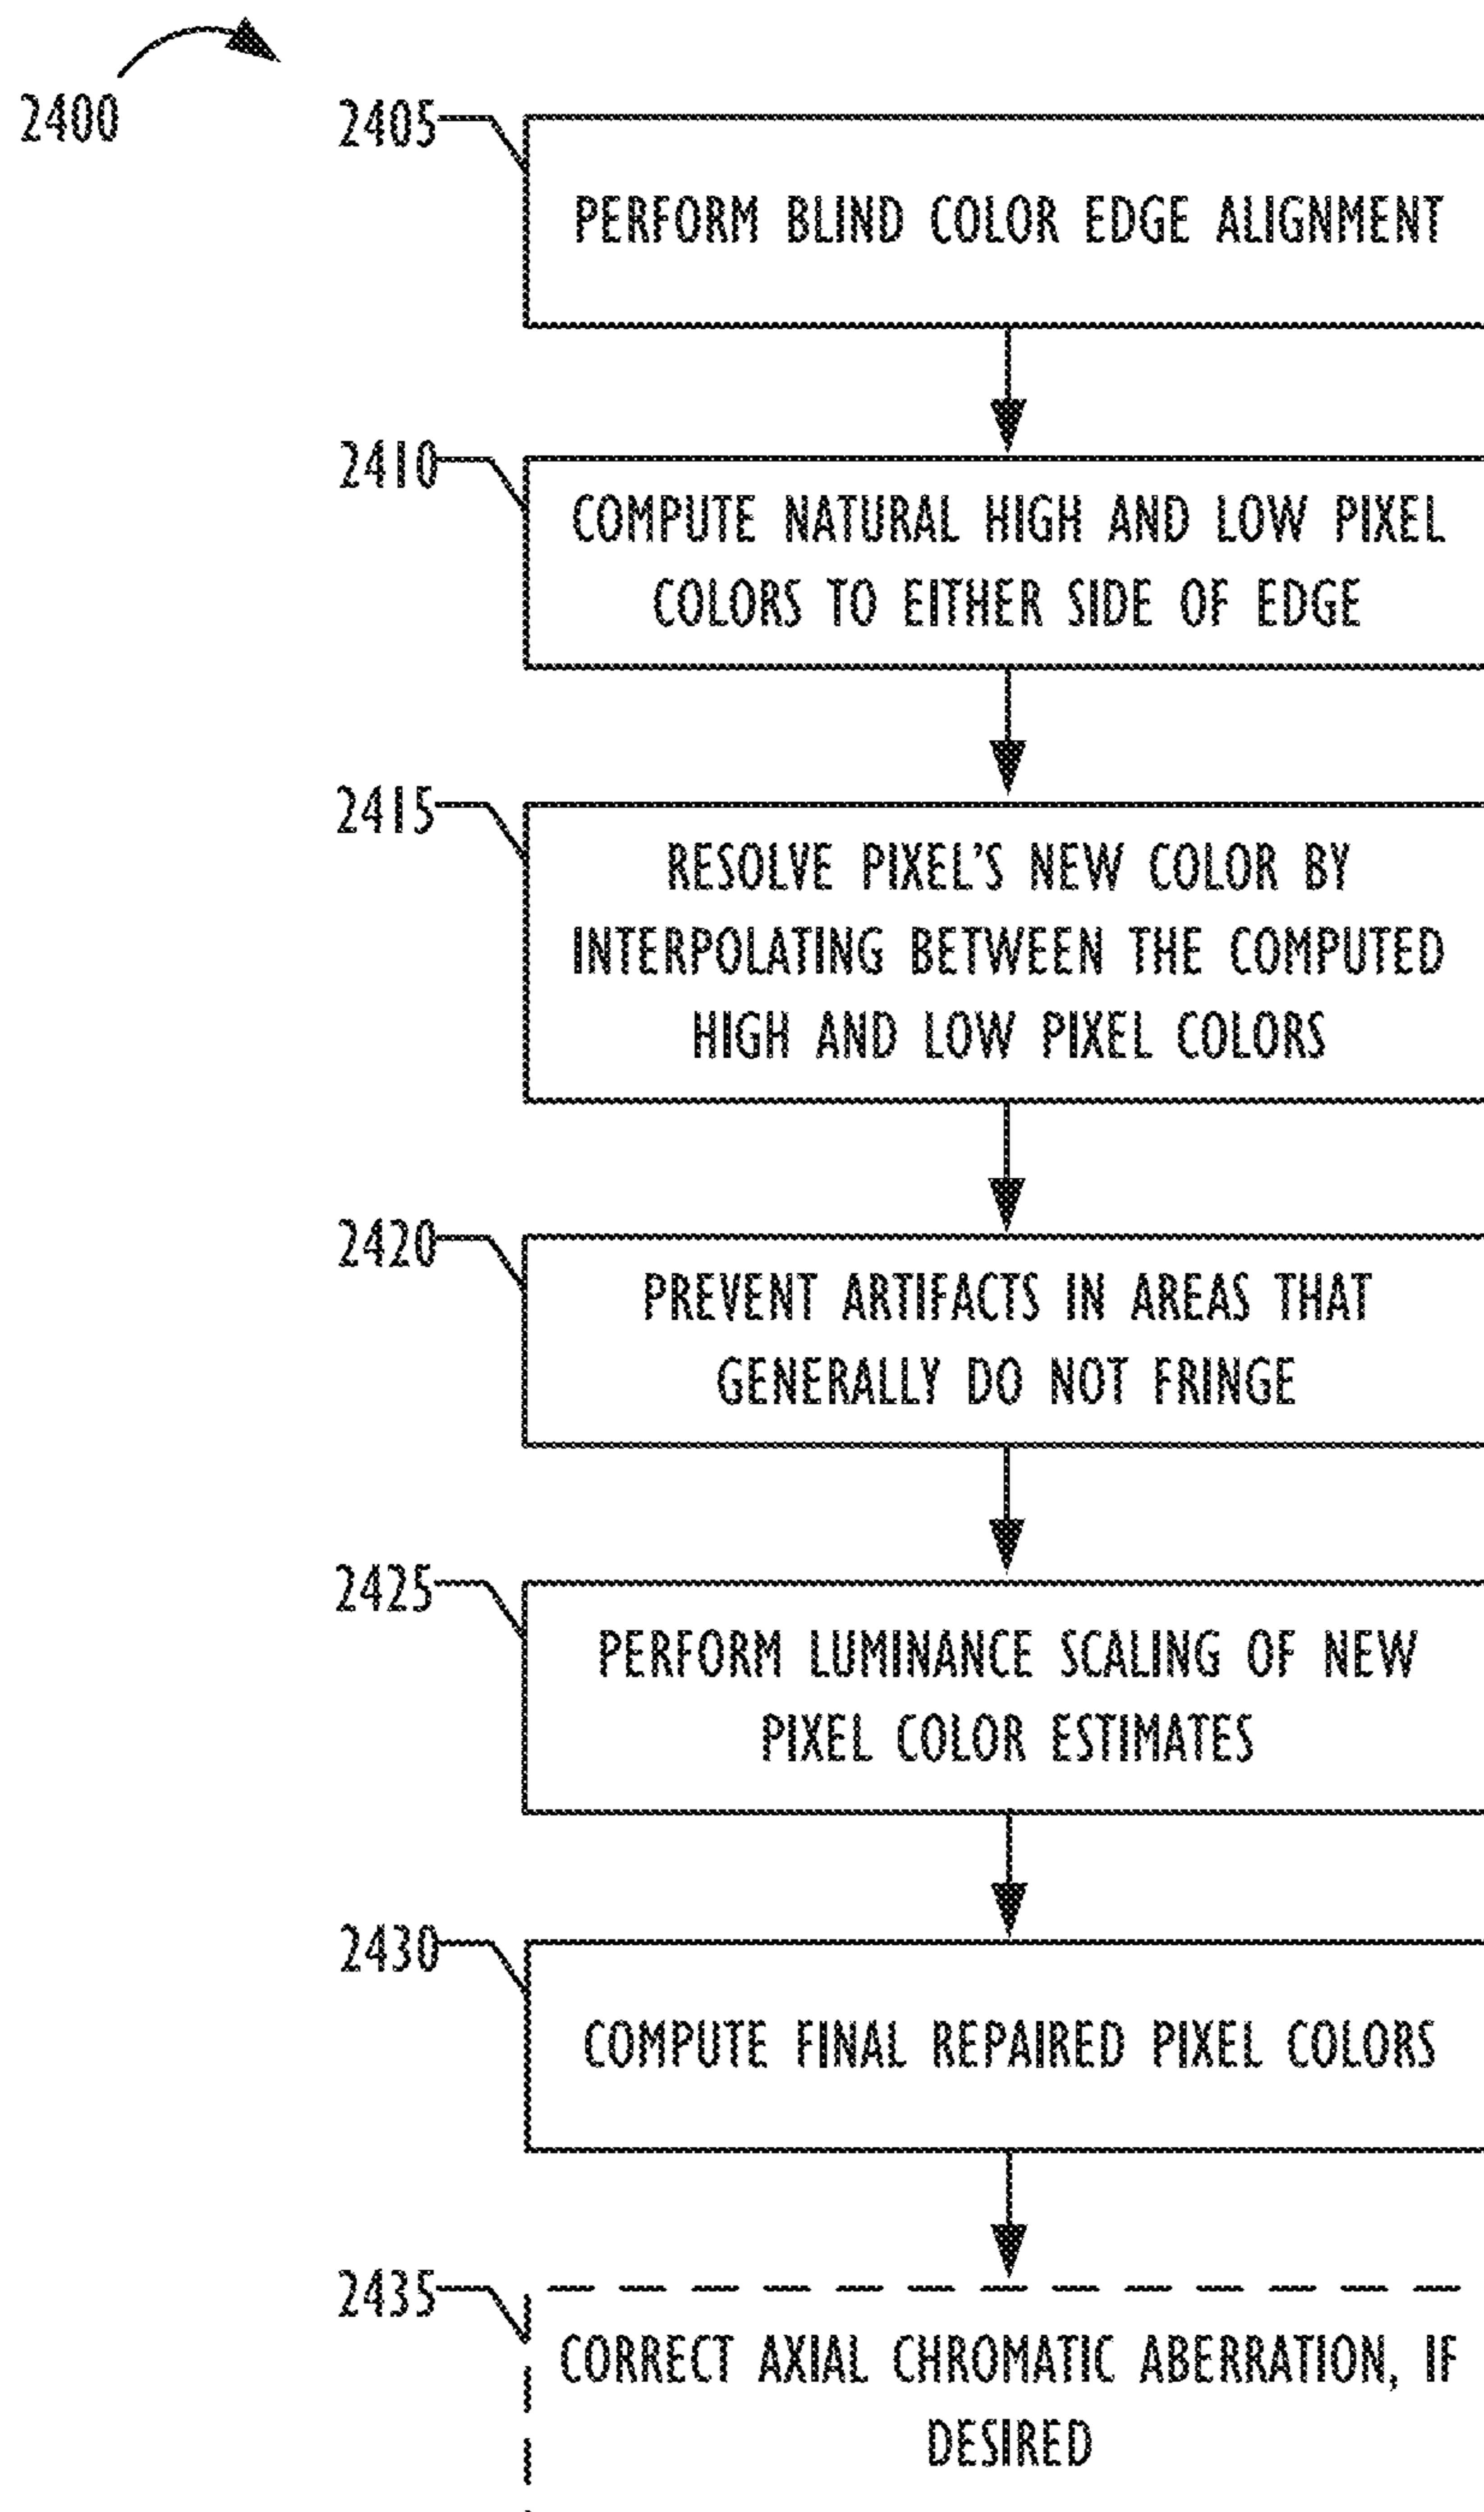 2400
2405
PERFORM BLIND COLOR EDGE ALIGNMENT
2410
COMPUTE NATURAL HIGH AND LOW PIXEL
COLORS TO EITHER SIDE OF EDGE
2415
RESOLVE PIXEL'S NEW COLOR BY
INTERPOLATING BETWEEN THE COMPUTED
HIGH AND LOW PIXEL COLORS
2420
PREVENT ARTIFACTS IN AREAS THAT
GENERALLY DO NOT FRINGE
2425
PERFORM LUMINANCE SCALING OF NEW
PIXEL COLOR ESTIMATES
2430
COMPUTE FINAL REPAIRED PIXEL COLORS
2435
CORRECT AXIAL CHROMATIC ABERRATION, IF
DESIRED